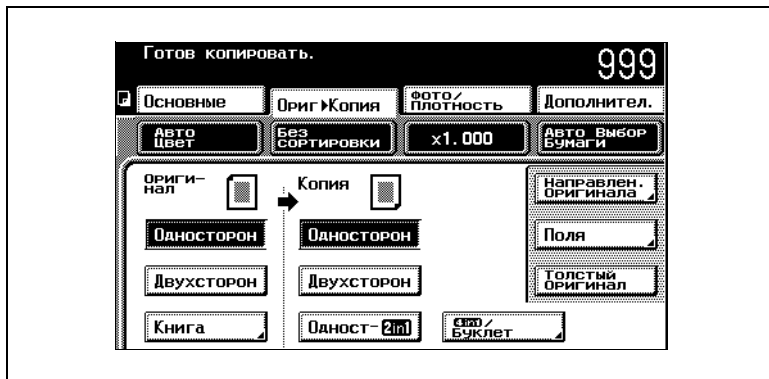 Готов копировать.
999
Основные
Ориг▶Копия
ФОТО/
ПЛОТНОСТЬ
Дополнител.
Авто
Цвет
Без
СОРТИРОВКИ
x1.000
Авто Выбор
Бумаги
ОРИГИ-
НАЛ
Копия
Направлен.
Оригинала
Односторон
Односторон
Поля
Двухсторон
Двухсторон
Толстый
Оригинал
Книга
Одност-2in1
4in1/
Буклет